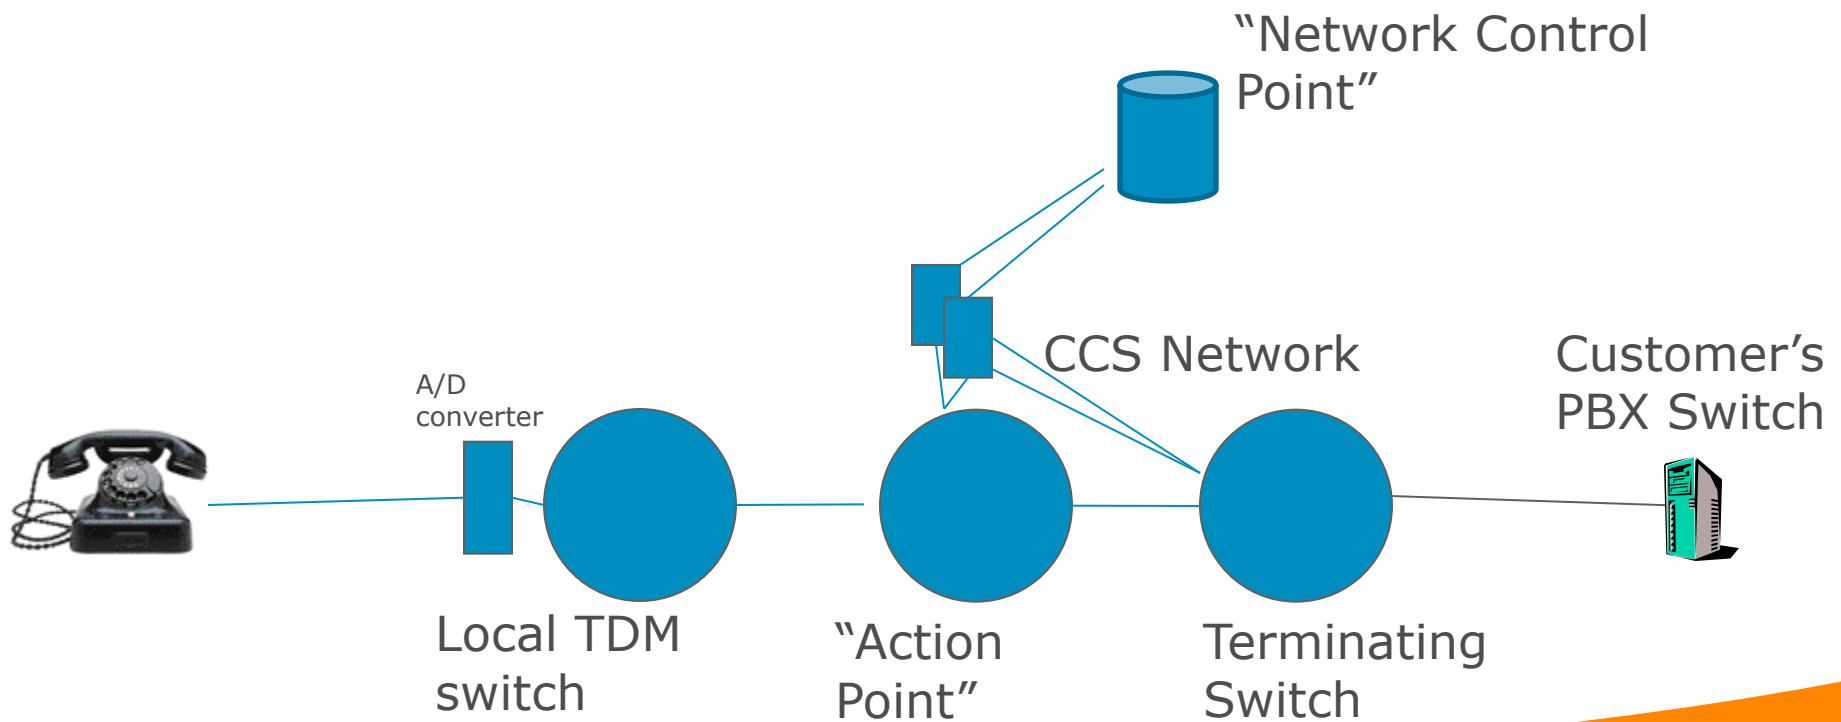 “Network Control
Point”
CCS Network
Customer’s
PBX Switch
A/D
converter
Local TDM
switch
“Action
Point”
Terminating
Switch